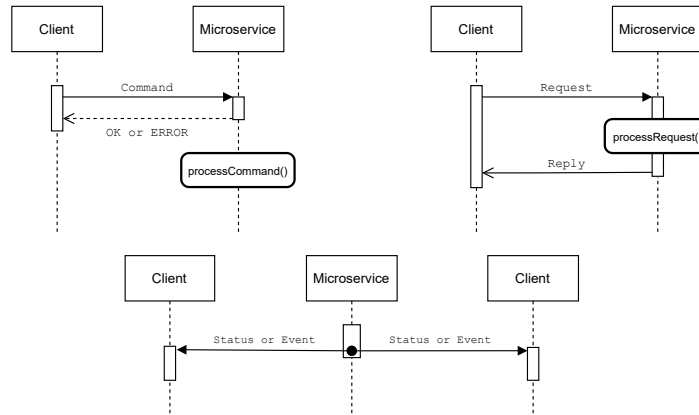 Client
Microservice
Command
OK or ERROR
processCommand()
Client
Microservice
Request
processRequest(
Reply
Client
Microservice
Client
Status or Event
Status or Event